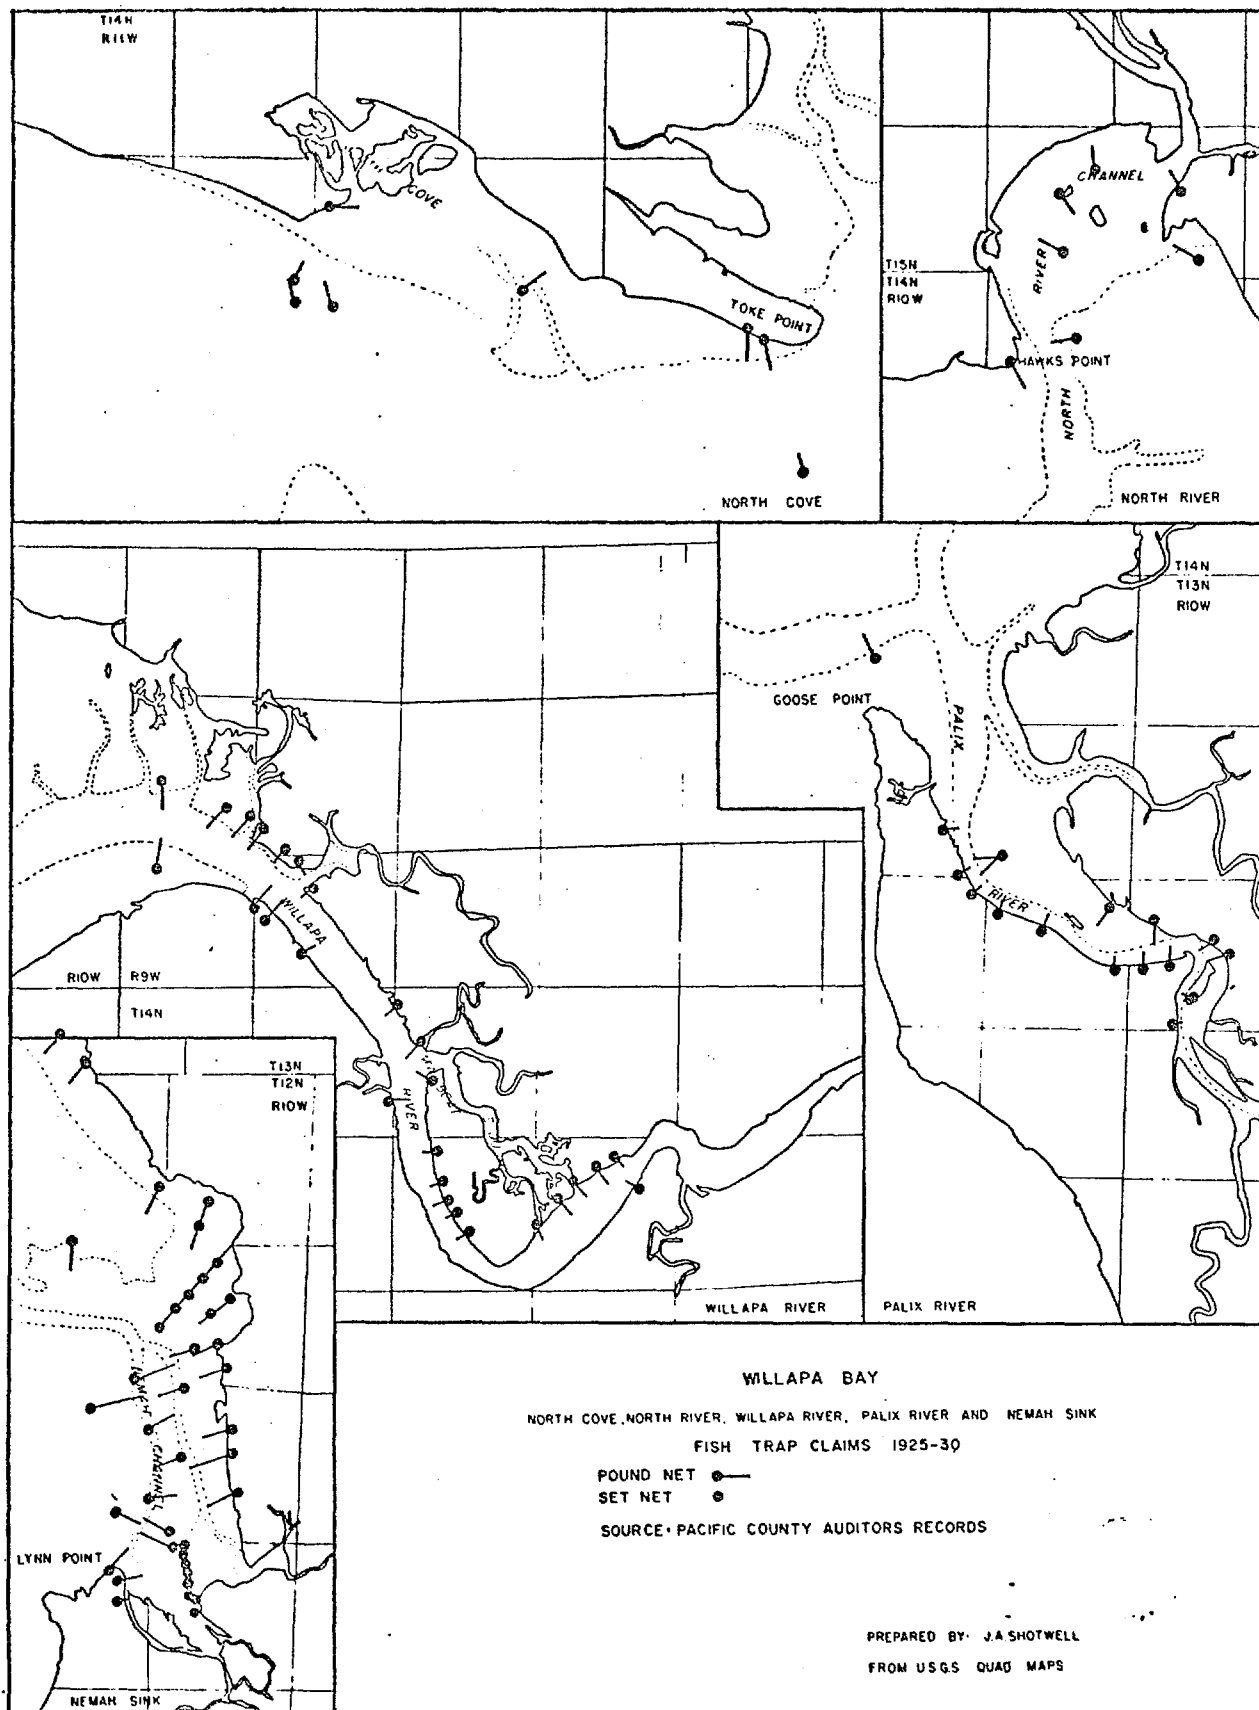 T14N
R11W
COVE
TOKE POINT
NORTH COVE
CHANNEL
RIVER
T15N
T14N
R10W
HAWKS POINT
NORTH
NORTH RIVER
T14N
T13N
R10W
GOOSE POINT
PALIX
RIVER
PALIX RIVER
WILLAPA
R10W R9W
T14N
RIVER
WILLAPA RIVER
T13N
T12N
R10W
NEMAH
CHANNEL
LYNN POINT
NEMAH SINK
WILLAPA BAY
NORTH COVE, NORTH RIVER, WILLAPA RIVER, PALIX RIVER AND NEMAH SINK
FISH TRAP CLAIMS 1925-30
POUND NET
SET NET
SOURCE: PACIFIC COUNTY AUDITORS RECORDS
PREPARED BY: J.A.SHOTWELL
FROM U.S.G.S QUAD MAPS